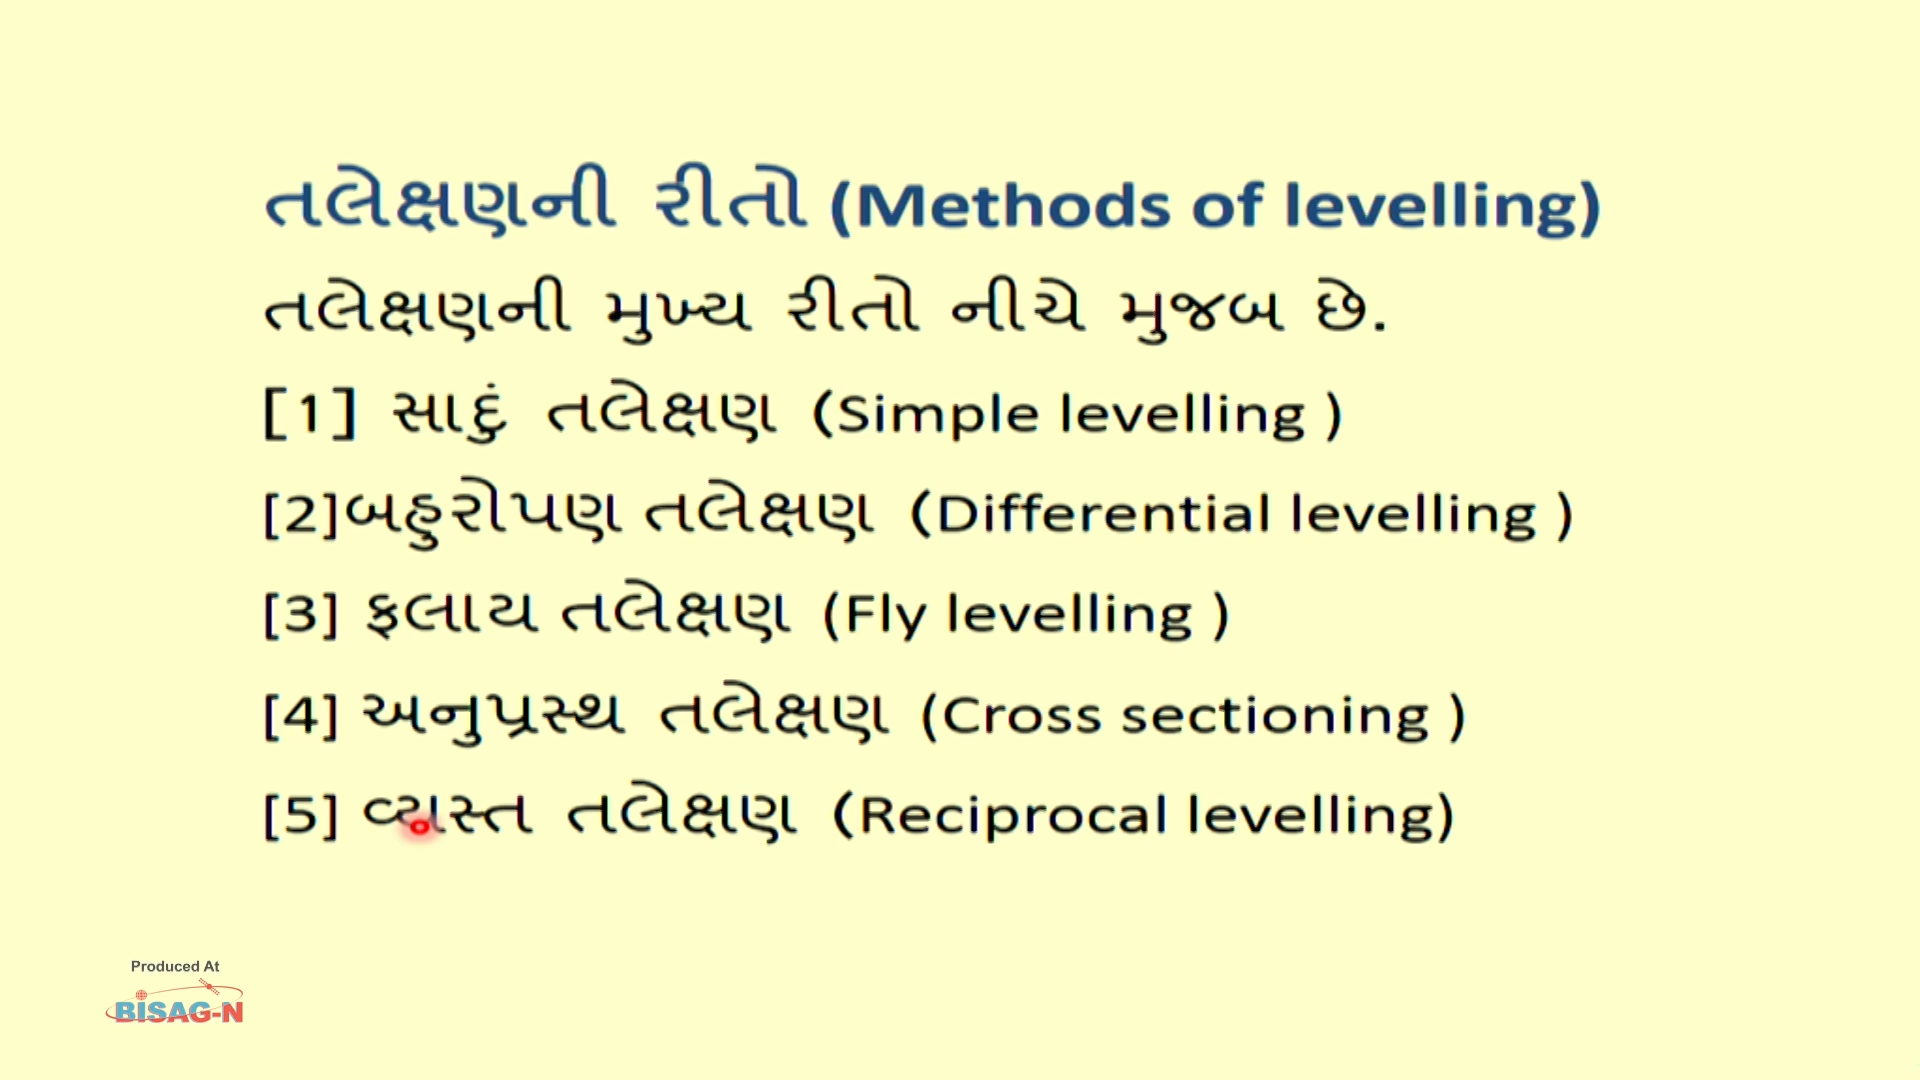 તલેક્ષણની રીતો (Methods of levelling)
તલેક્ષણની મુખ્ય રીતો નીચે મુજબ છે.
[1] સાદું તલેક્ષણ (Simple levelling )
[2]બહુરોપણ તલેક્ષણ (Differential levelling )
[3] ફલાય તલેક્ષણ (Fly levelling )
[4] અનુપ્રસ્થ તલેક્ષણ (Cross sectioning )
[5] વ્યસ્ત તલેક્ષણ (Reciprocal levelling)
Produced At
BISAG-N